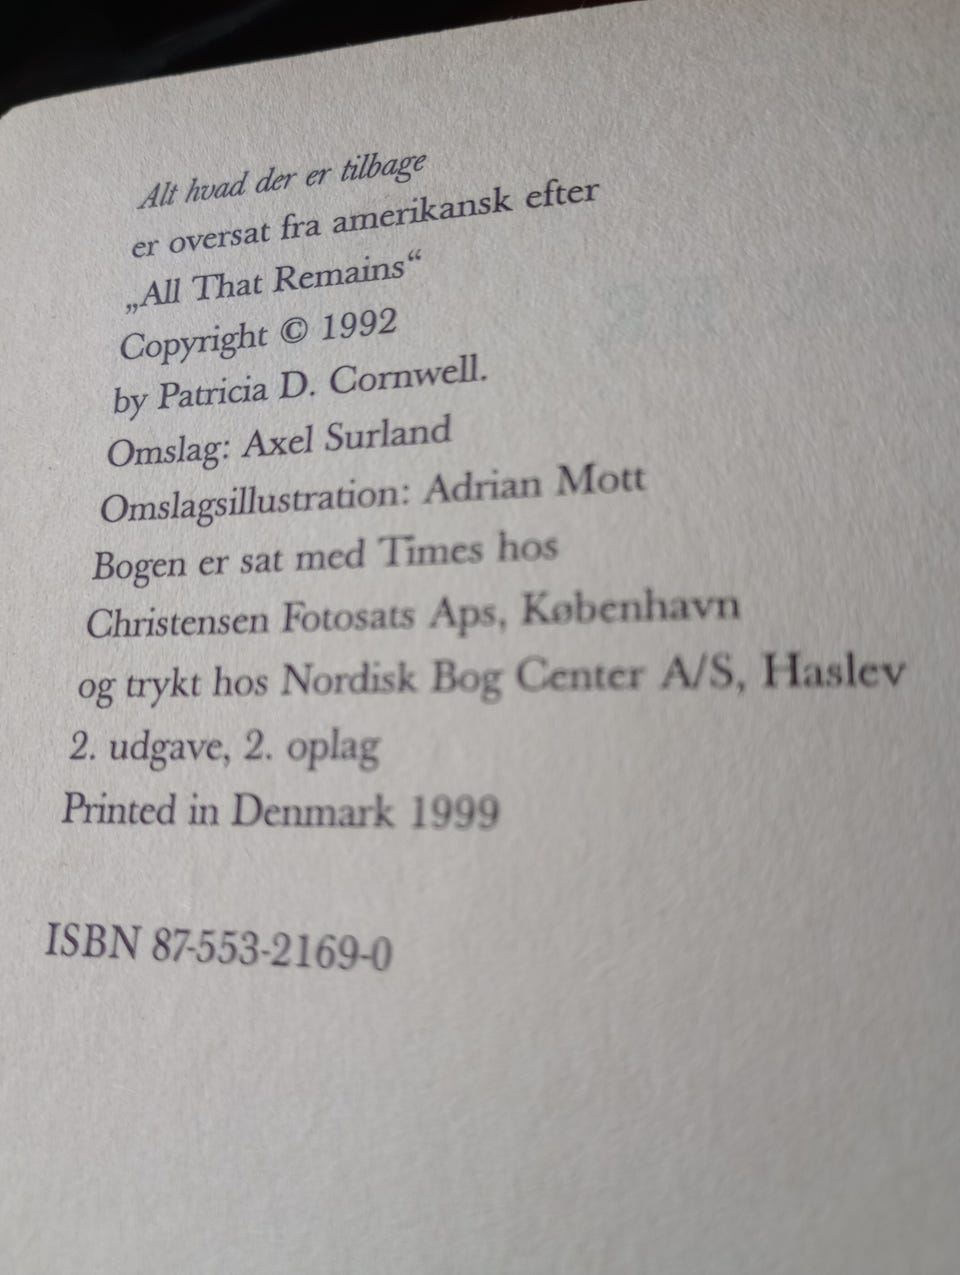 Alt hvad der er tilbage
er oversat fra amerikansk efter
„All That Remains“
Copyright © 1992
by Patricia D. Cornwell.
Omslag: Axel Surland
Omslagsillustration: Adrian Mott
Bogen er sat med Times hos
Christensen Fotosats Aps, København
og trykt hos Nordisk Bog Center A/S, Haslev
2. udgave, 2. oplag
Printed in Denmark 1999
ISBN 87-553-2169-0